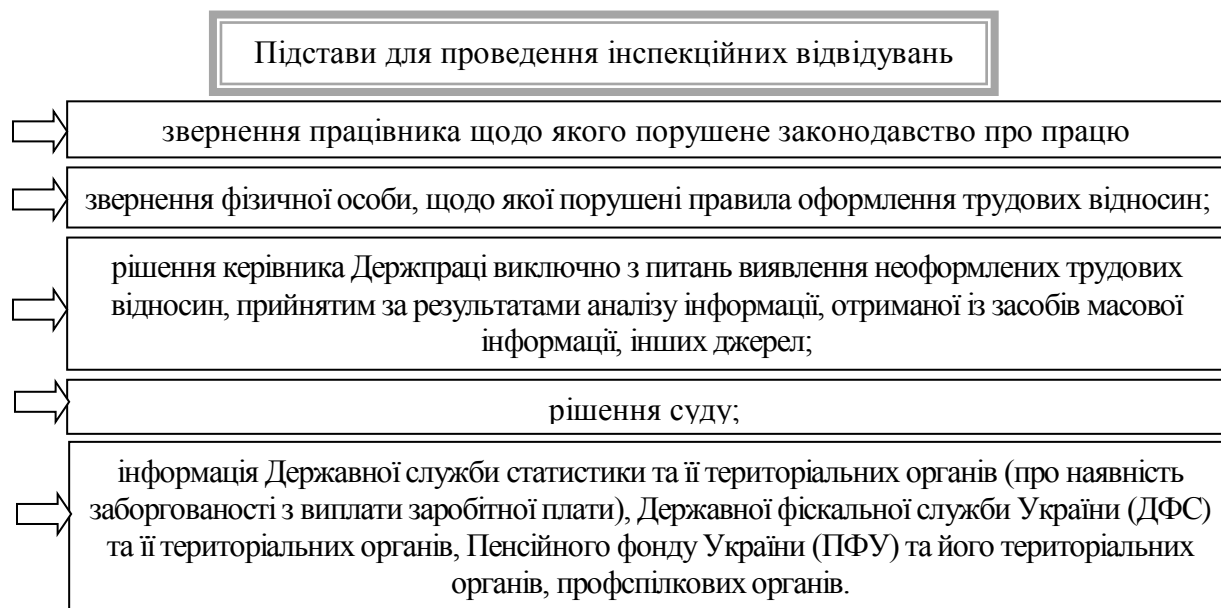 Підстави для проведення інспекційних відвідувань
звернення працівника щодо якого порушене законодавство про працю
звернення фізичної особи, щодо якої порушені правила оформлення трудових відносин;
рішення керівника Держпраці виключно з питань виявлення неоформлених трудових
відносин, прийнятим за результатами аналізу інформації, отриманої із засобів масової
інформації, інших джерел;
рішення суду;
інформація Державної служби статистики та її територіальних органів (про наявність
заборгованості з виплати заробітної плати), Державної фіскальної служби України (ДФС)
та її територіальних органів, Пенсійного фонду України (ПФУ) та його територіальних
органів, профспілкових органів.